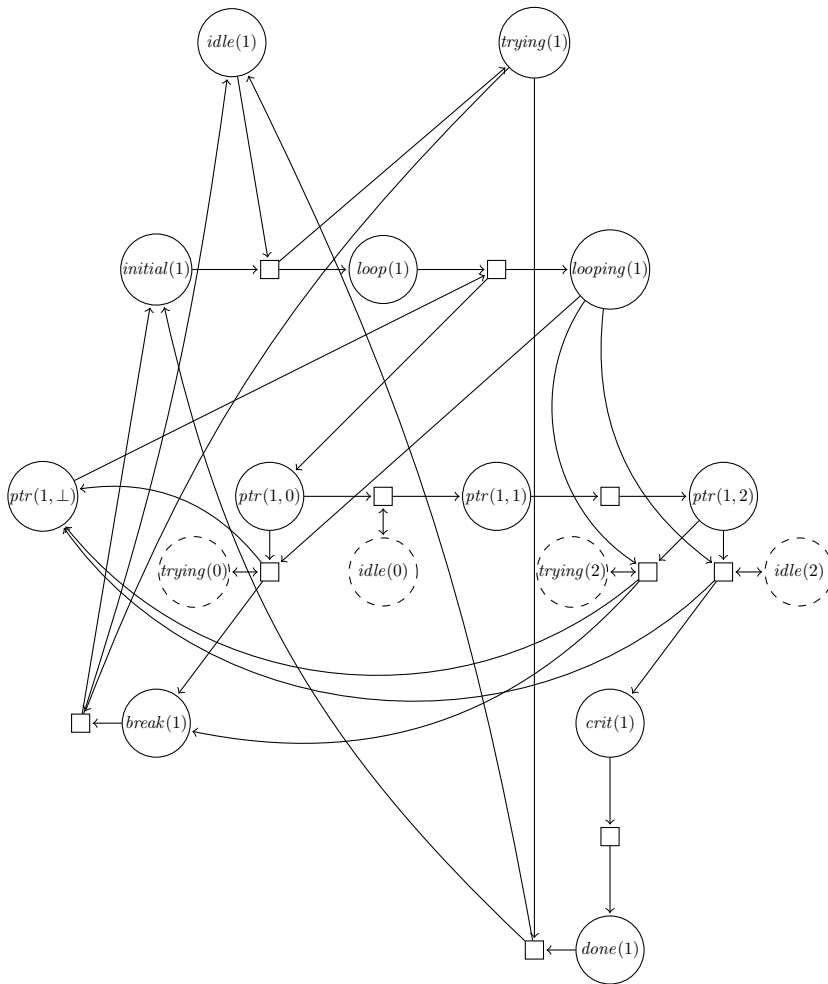 idle(1) trying(1)
initial(1) loop(1) looping(1)
ptr(1,⊥) ptr(1,0) ptr(1,1) ptr(1,2)
trying(0) idle(0) trying(2) idle(2)
break(1) crit(1)
done(1)